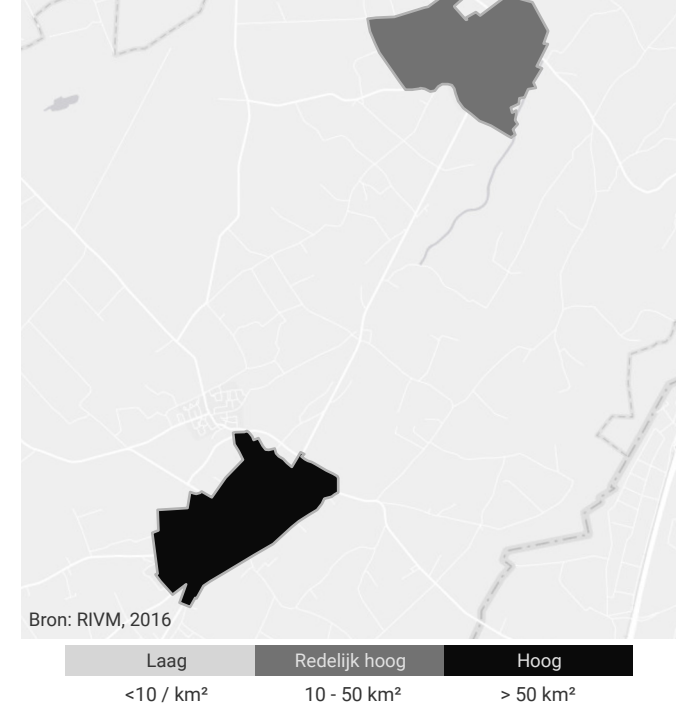 Bron: RIVM, 2016
Laag Redelijk hoog Hoog
<10 / km² 10 - 50 km² > 50 km²